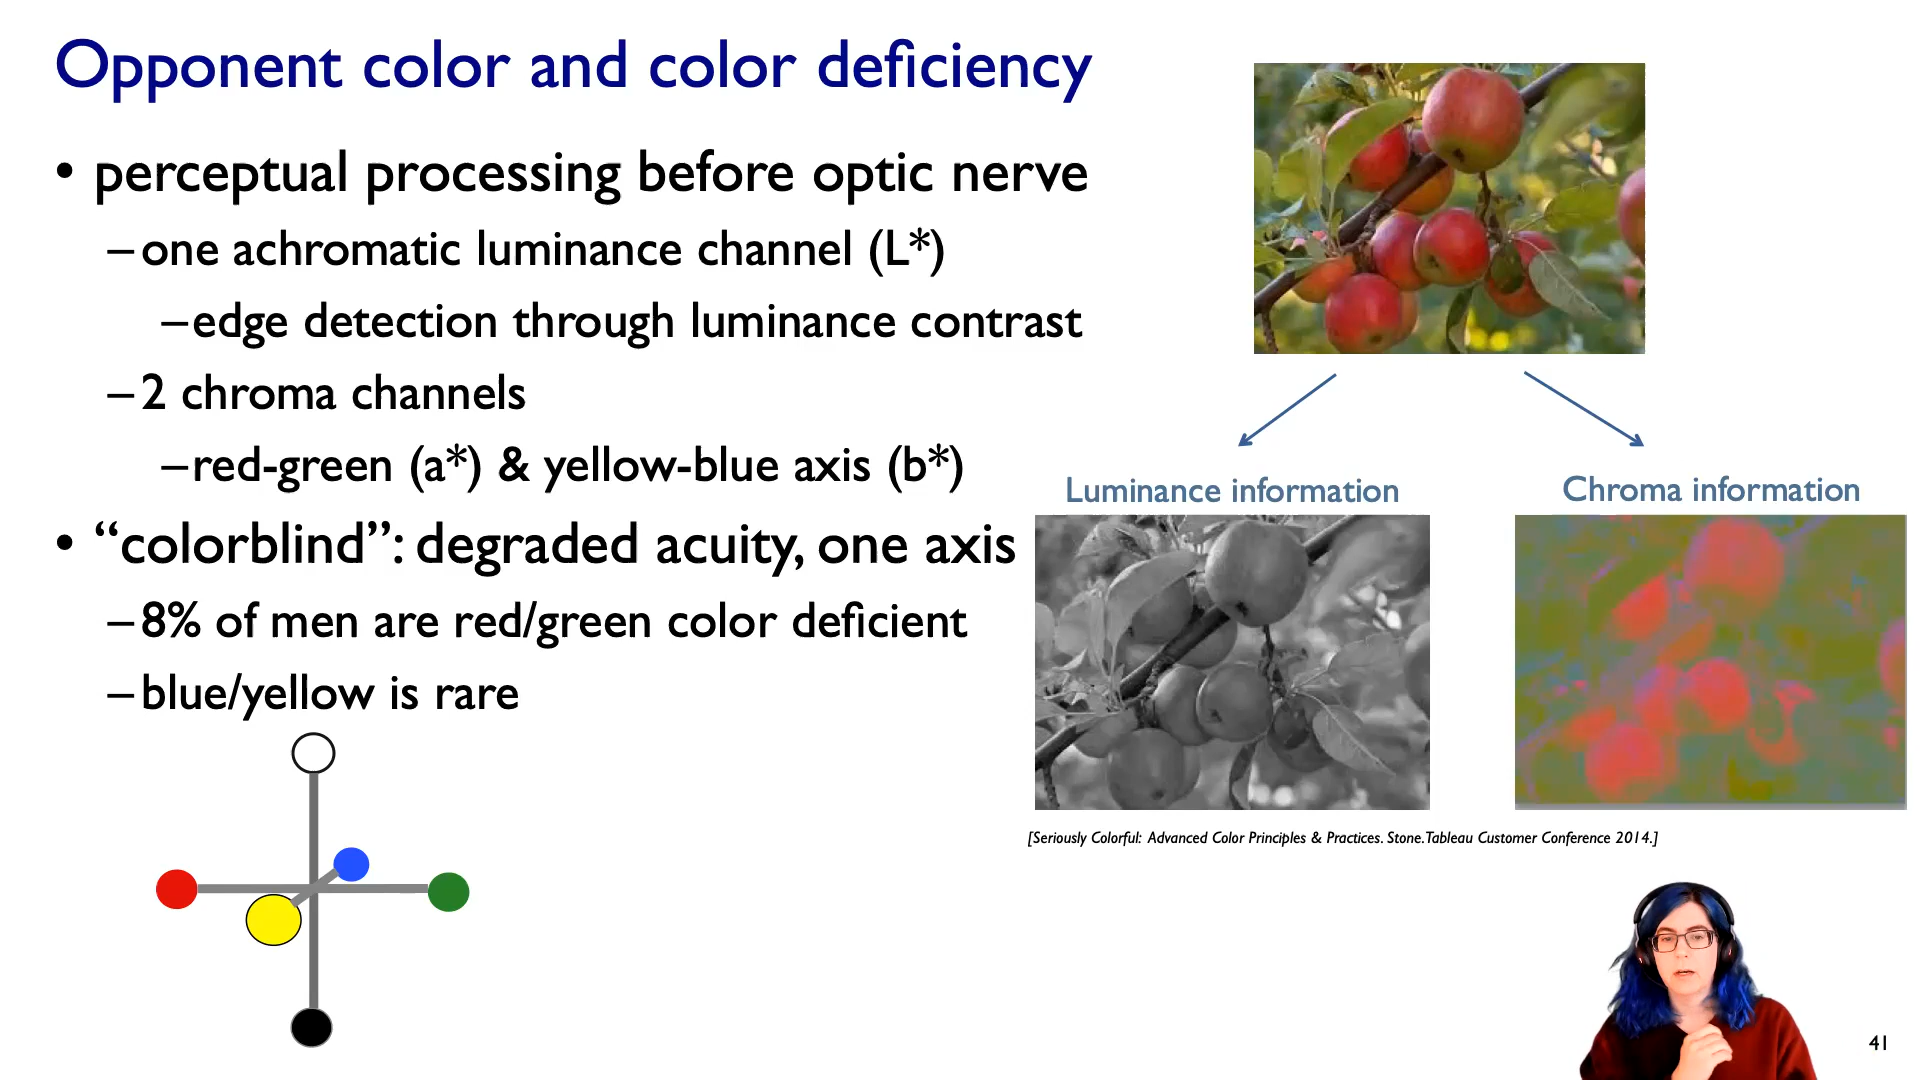 Opponent color and color deficiency
• perceptual processing before optic nerve
–one achromatic luminance channel (L*)
–edge detection through luminance contrast
–2 chroma channels
–red-green (a*) & yellow-blue axis (b*)
• “colorblind”: degraded acuity, one axis
–8% of men are red/green color deficient
–blue/yellow is rare
Luminance information
Chroma information
[Seriously Colorful: Advanced Color Principles & Practices. Stone.Tableau Customer Conference 2014.]
41